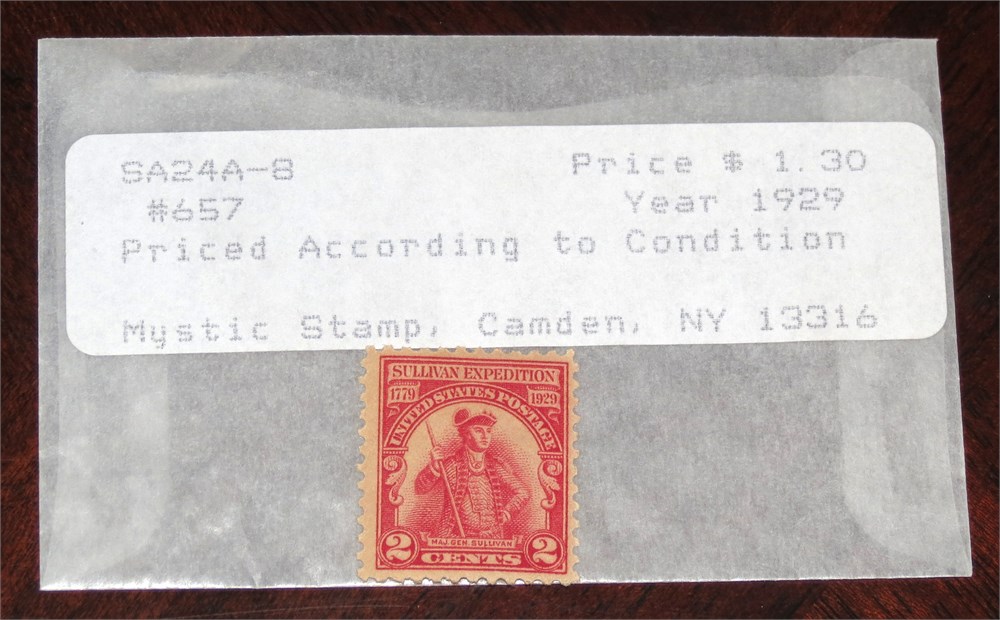 SA24A-8 Price $ 1.30
#657 Year 1929
Priced According to Condition
Mystic Stamp, Camden, NY 13316
SULLIVAN EXPEDITION
1779 1929
UNITED STATES POSTAGE
MAJ. GEN. SULLIVAN
2 CENTS 2